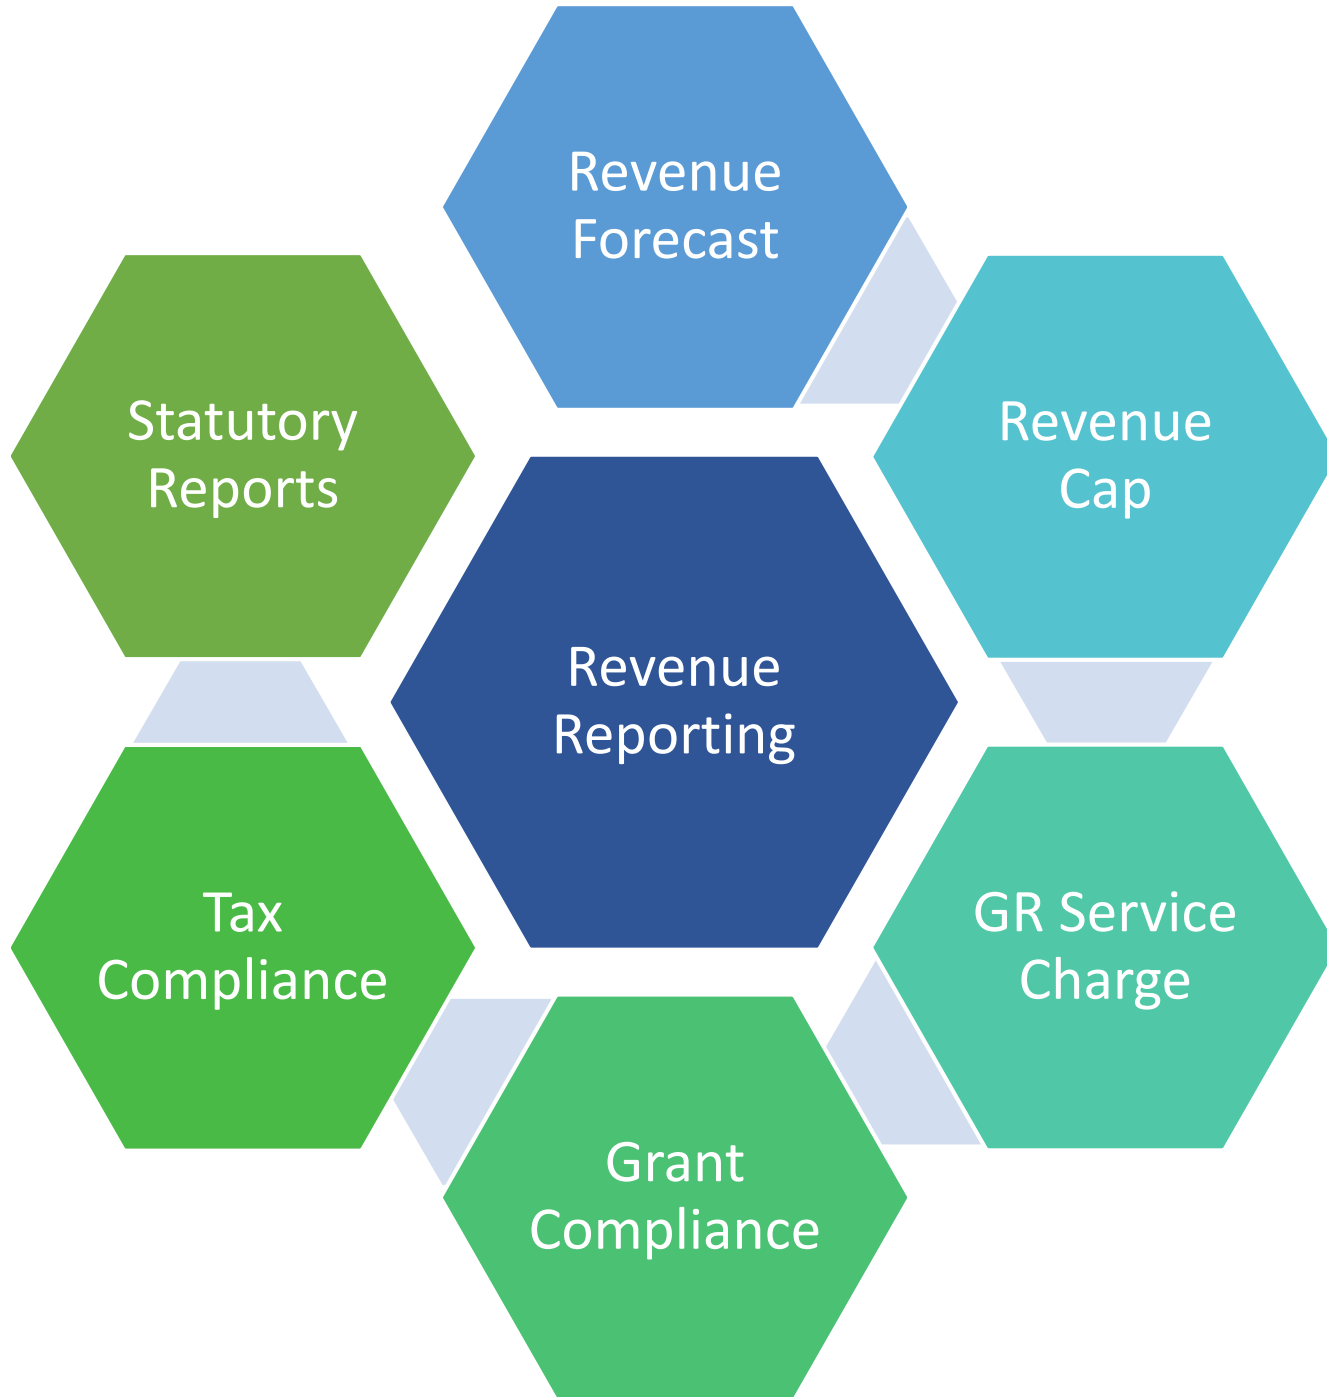 Revenue
Forecast
Revenue
Cap
GR Service
Charge
Grant
Compliance
Tax
Compliance
Statutory
Reports
Revenue
Reporting